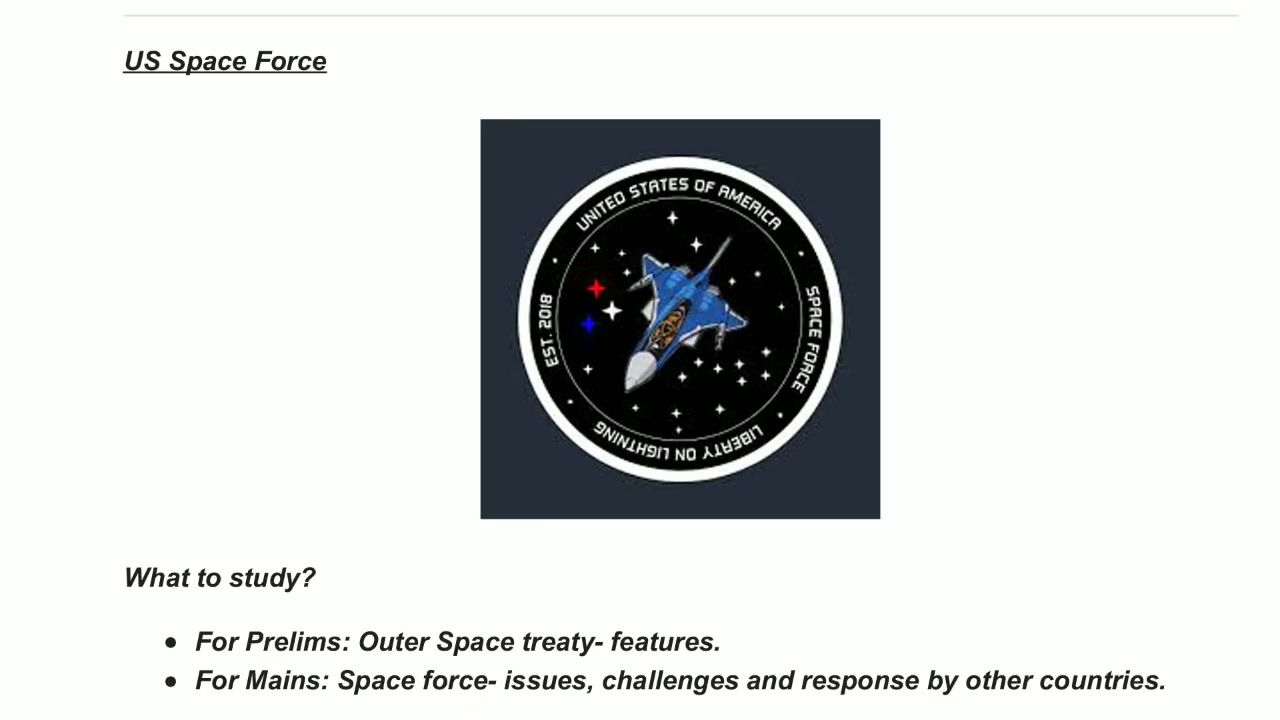 US Space Force
UNITED STATES OF AMERICA
SPACE FORCE
LIBERTY ON LIGHTNING
EST. 2018
What to study?
● For Prelims: Outer Space treaty- features.
● For Mains: Space force- issues, challenges and response by other countries.